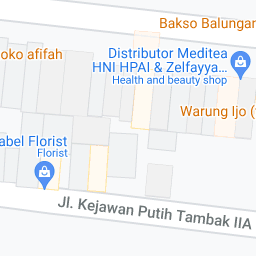 Bakso Balungan
oko afifah
Distributor Meditea
HNI HPAI & Zelfayya...
Health and beauty shop
Warung Ijo (
abel Florist
Florist
Jl. Kejawan Putih Tambak IIA